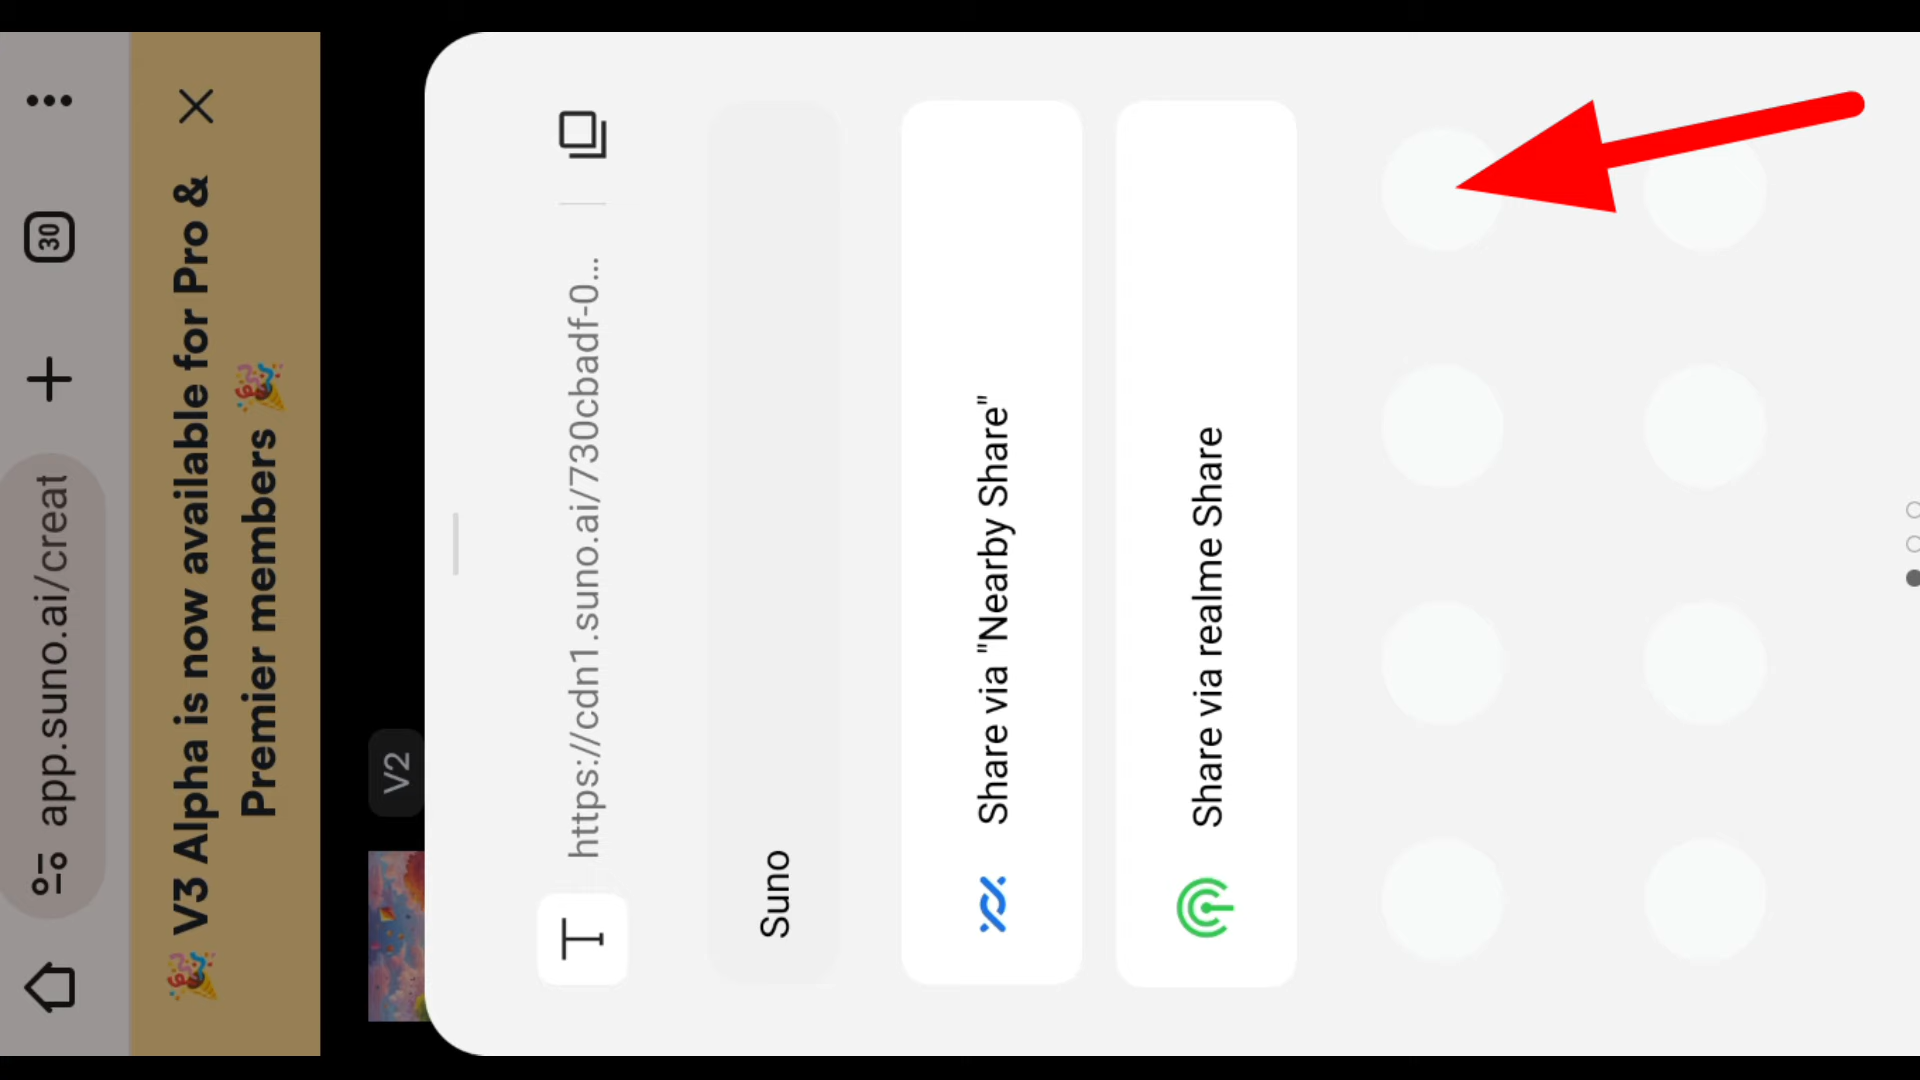 app.suno.ai/creat
30
🎉 V3 Alpha is now available for Pro &
Premier members 🎉
V2
https://cdn1.suno.ai/730cbadf-0...
Suno
Share via "Nearby Share"
Share via realme Share